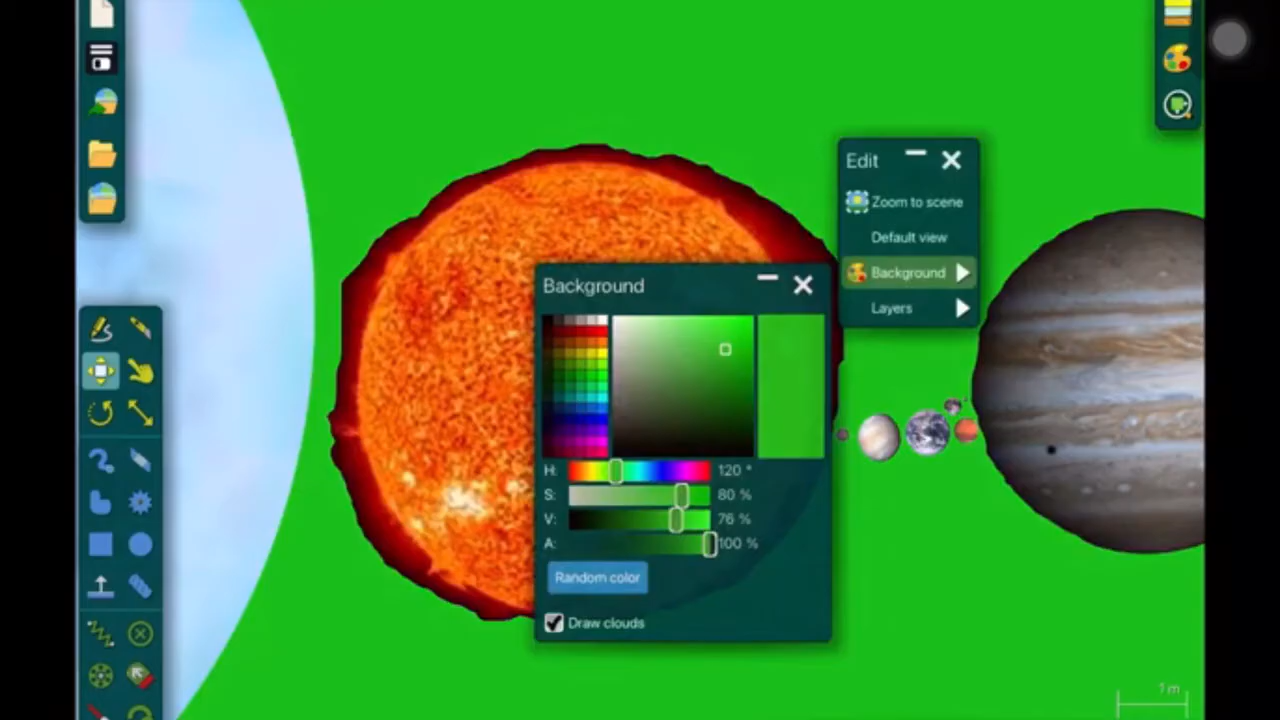 Edit
Zoom to scene
Default view
Background
Layers
Background
H: 120 °
S: 80 %
V: 76 %
A: 100 %
Random color
Draw clouds
1 m